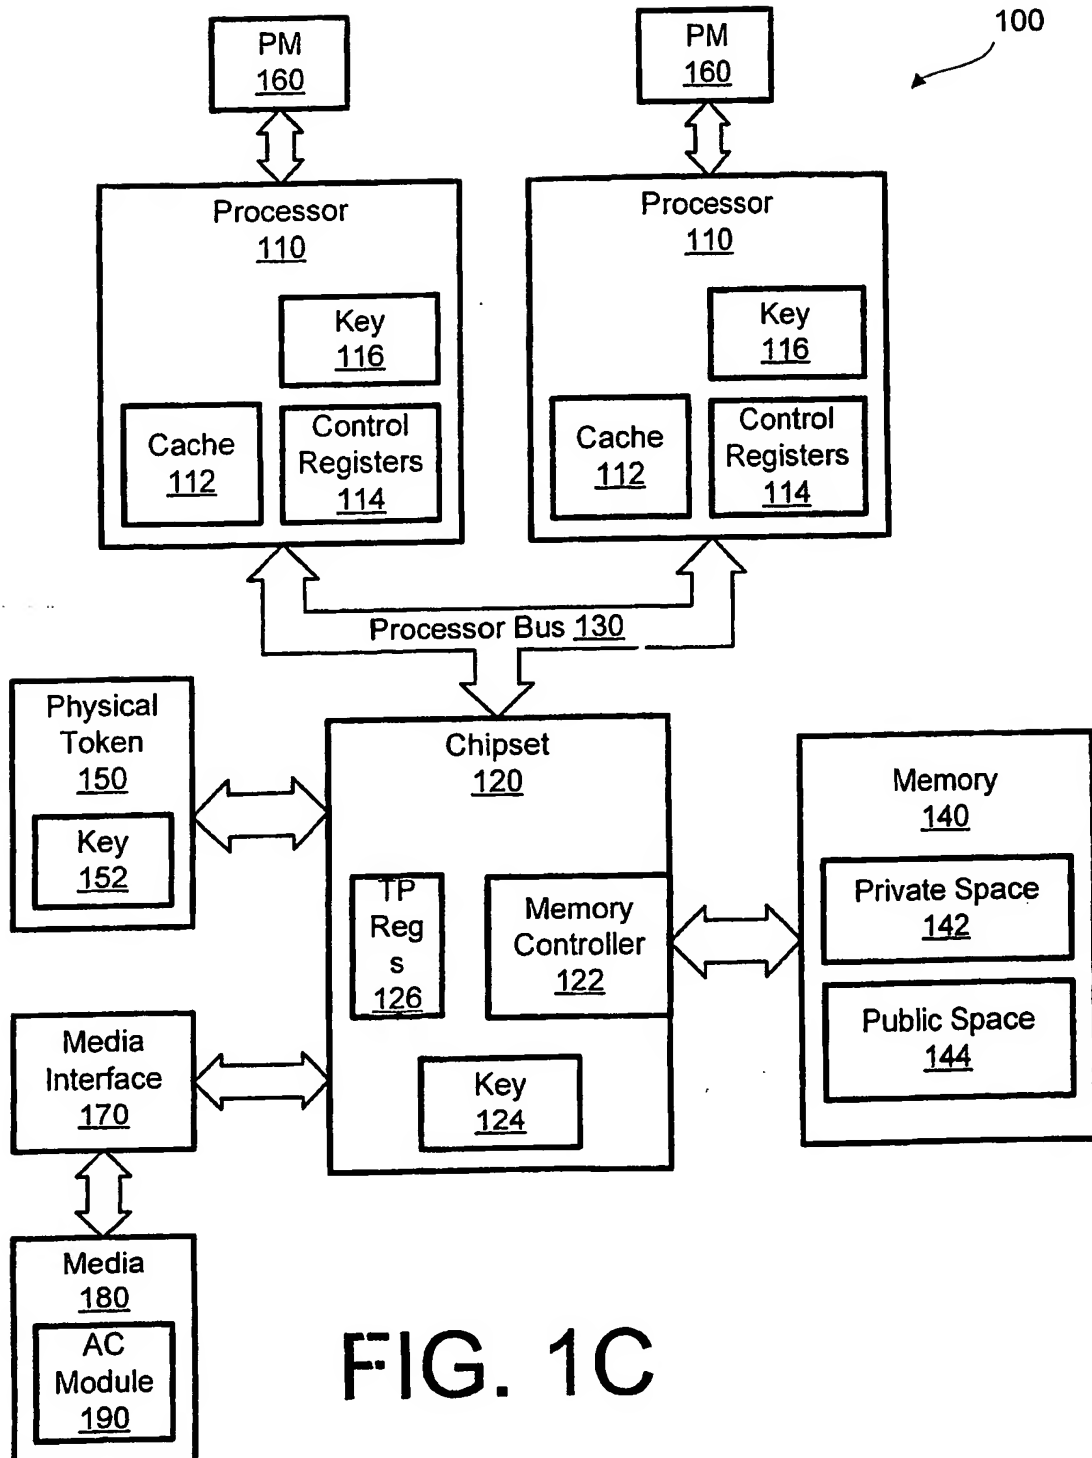 100
PM
160
PM
160
Processor
110
Key
116
Cache
112
Control
Registers
114
Processor
110
Key
116
Cache
112
Control
Registers
114
Processor Bus 130
Physical
Token
150
Key
152
Chipset
120
TP
Reg
s
126
Memory
Controller
122
Key
124
Memory
140
Private Space
142
Public Space
144
Media
Interface
170
Media
180
AC
Module
190
FIG. 1C